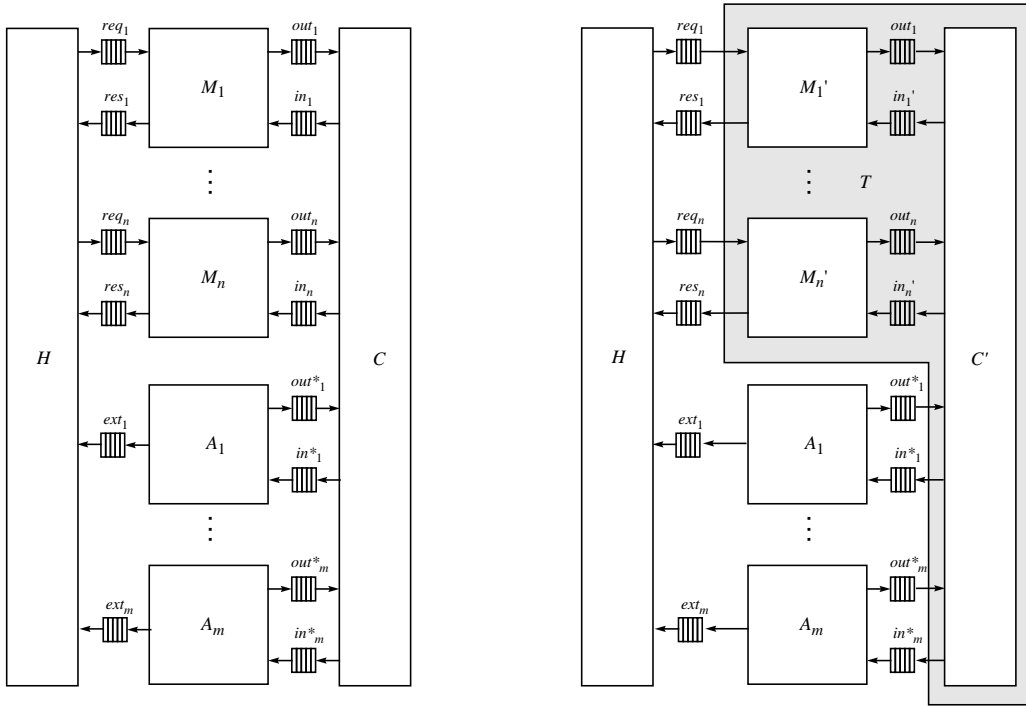 req₁ out₁ req₁ out₁
M₁ M₁'
res₁ in₁ res₁ in₁'
⋮ ⋮ T
reqₙ outₙ reqₙ outₙ
Mₙ Mₙ'
resₙ inₙ resₙ inₙ'
H C H C'
out*₁ out*₁
ext₁ A₁ ext₁ A₁
in*₁ in*₁
⋮ ⋮
out*ₘ out*ₘ
extₘ Aₘ extₘ Aₘ
in*ₘ in*ₘ